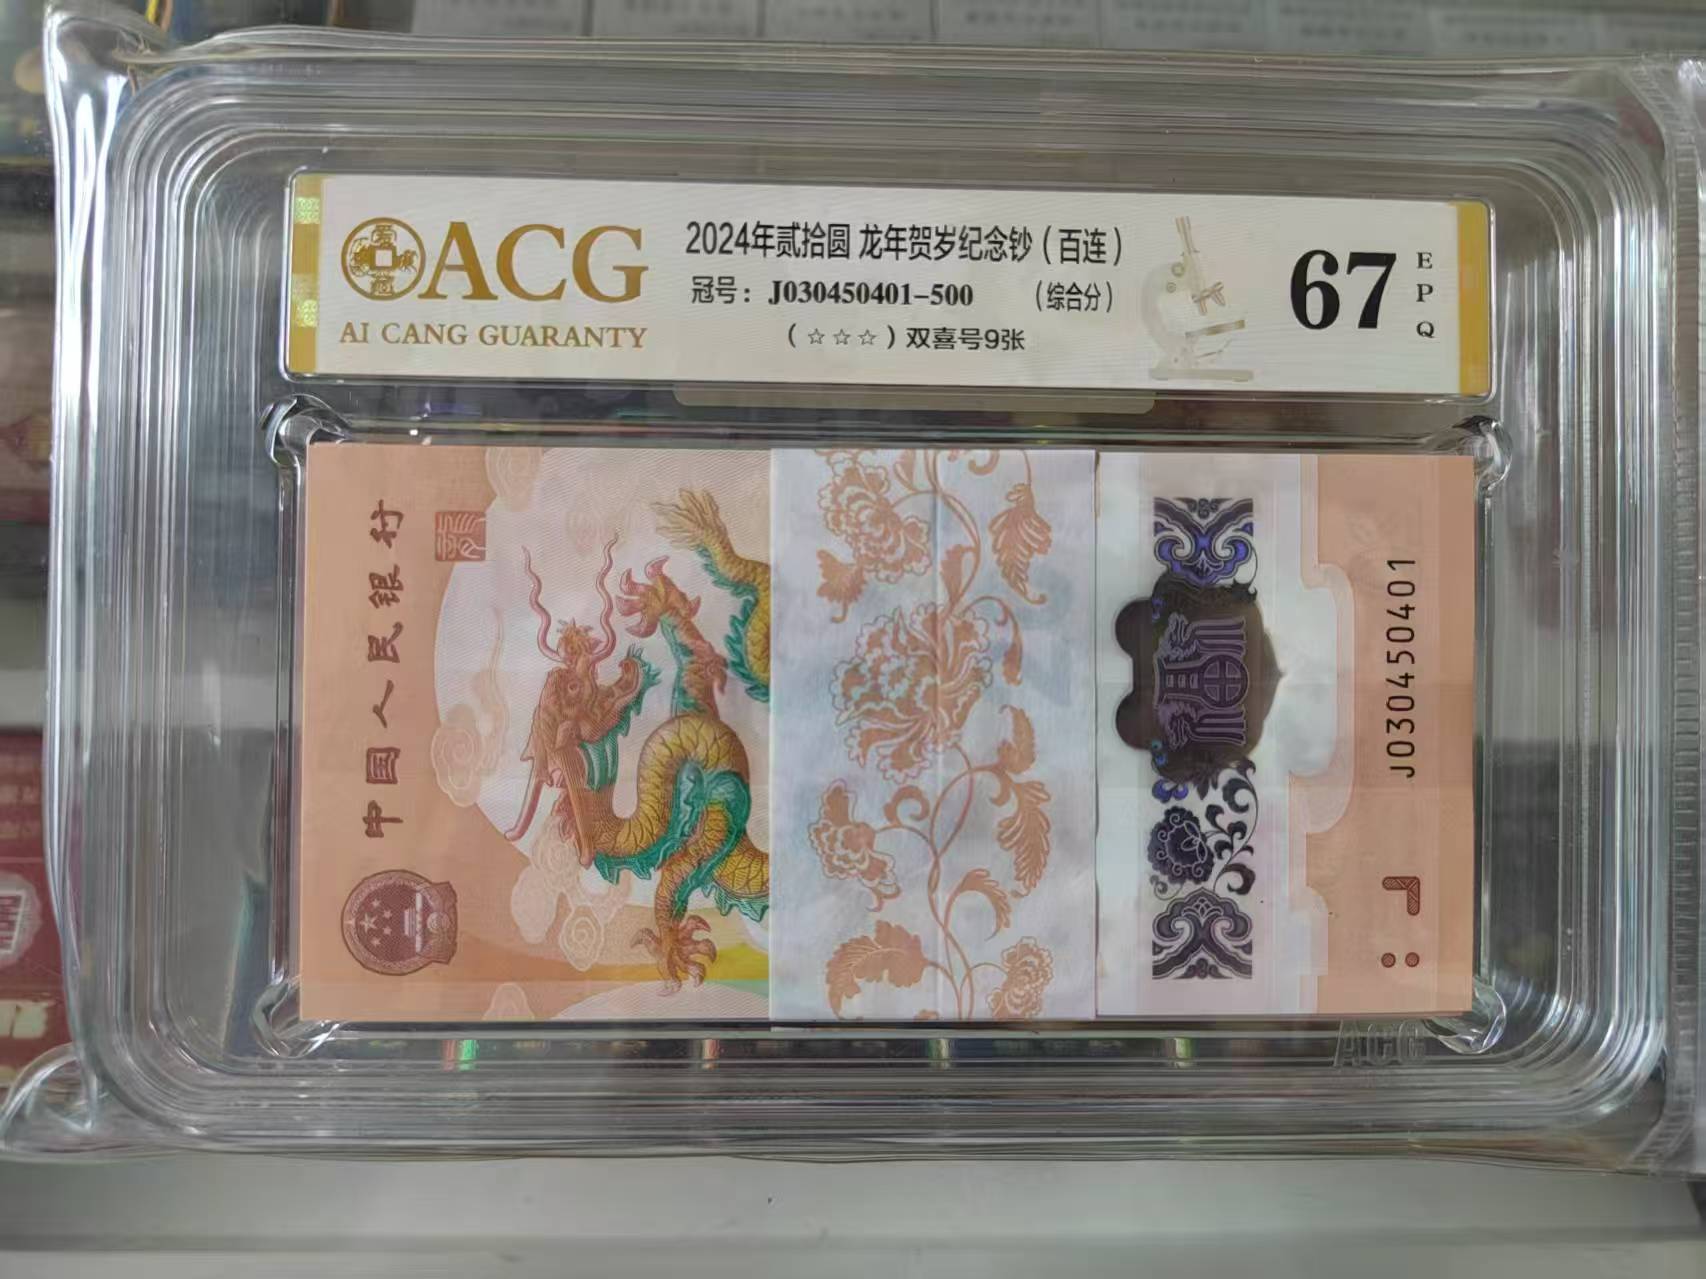 ACG
AI CANG GUARANTY
2024年贰拾圆 龙年贺岁纪念钞(百连)
冠号: J030450401-500 (综合分)
(☆☆☆)双喜号9张
67
EPQ
中国人民银行
J030450401
ACG